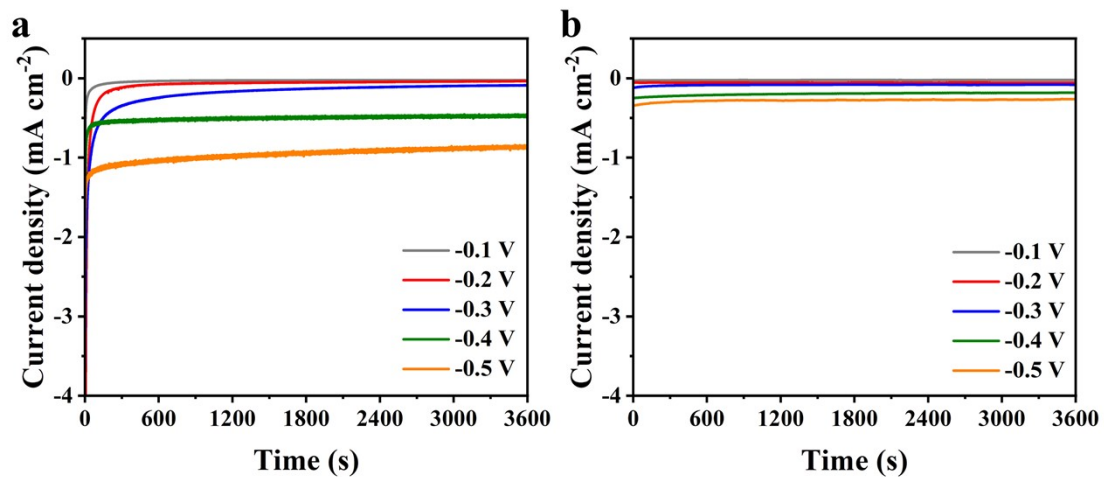 a
Current density (mA cm⁻²)
0
-1
-2
-3
-4
0 600 1200 1800 2400 3000 3600
Time (s)
-0.1 V
-0.2 V
-0.3 V
-0.4 V
-0.5 V
b
Current density (mA cm⁻²)
0
-1
-2
-3
-4
0 600 1200 1800 2400 3000 3600
Time (s)
-0.1 V
-0.2 V
-0.3 V
-0.4 V
-0.5 V